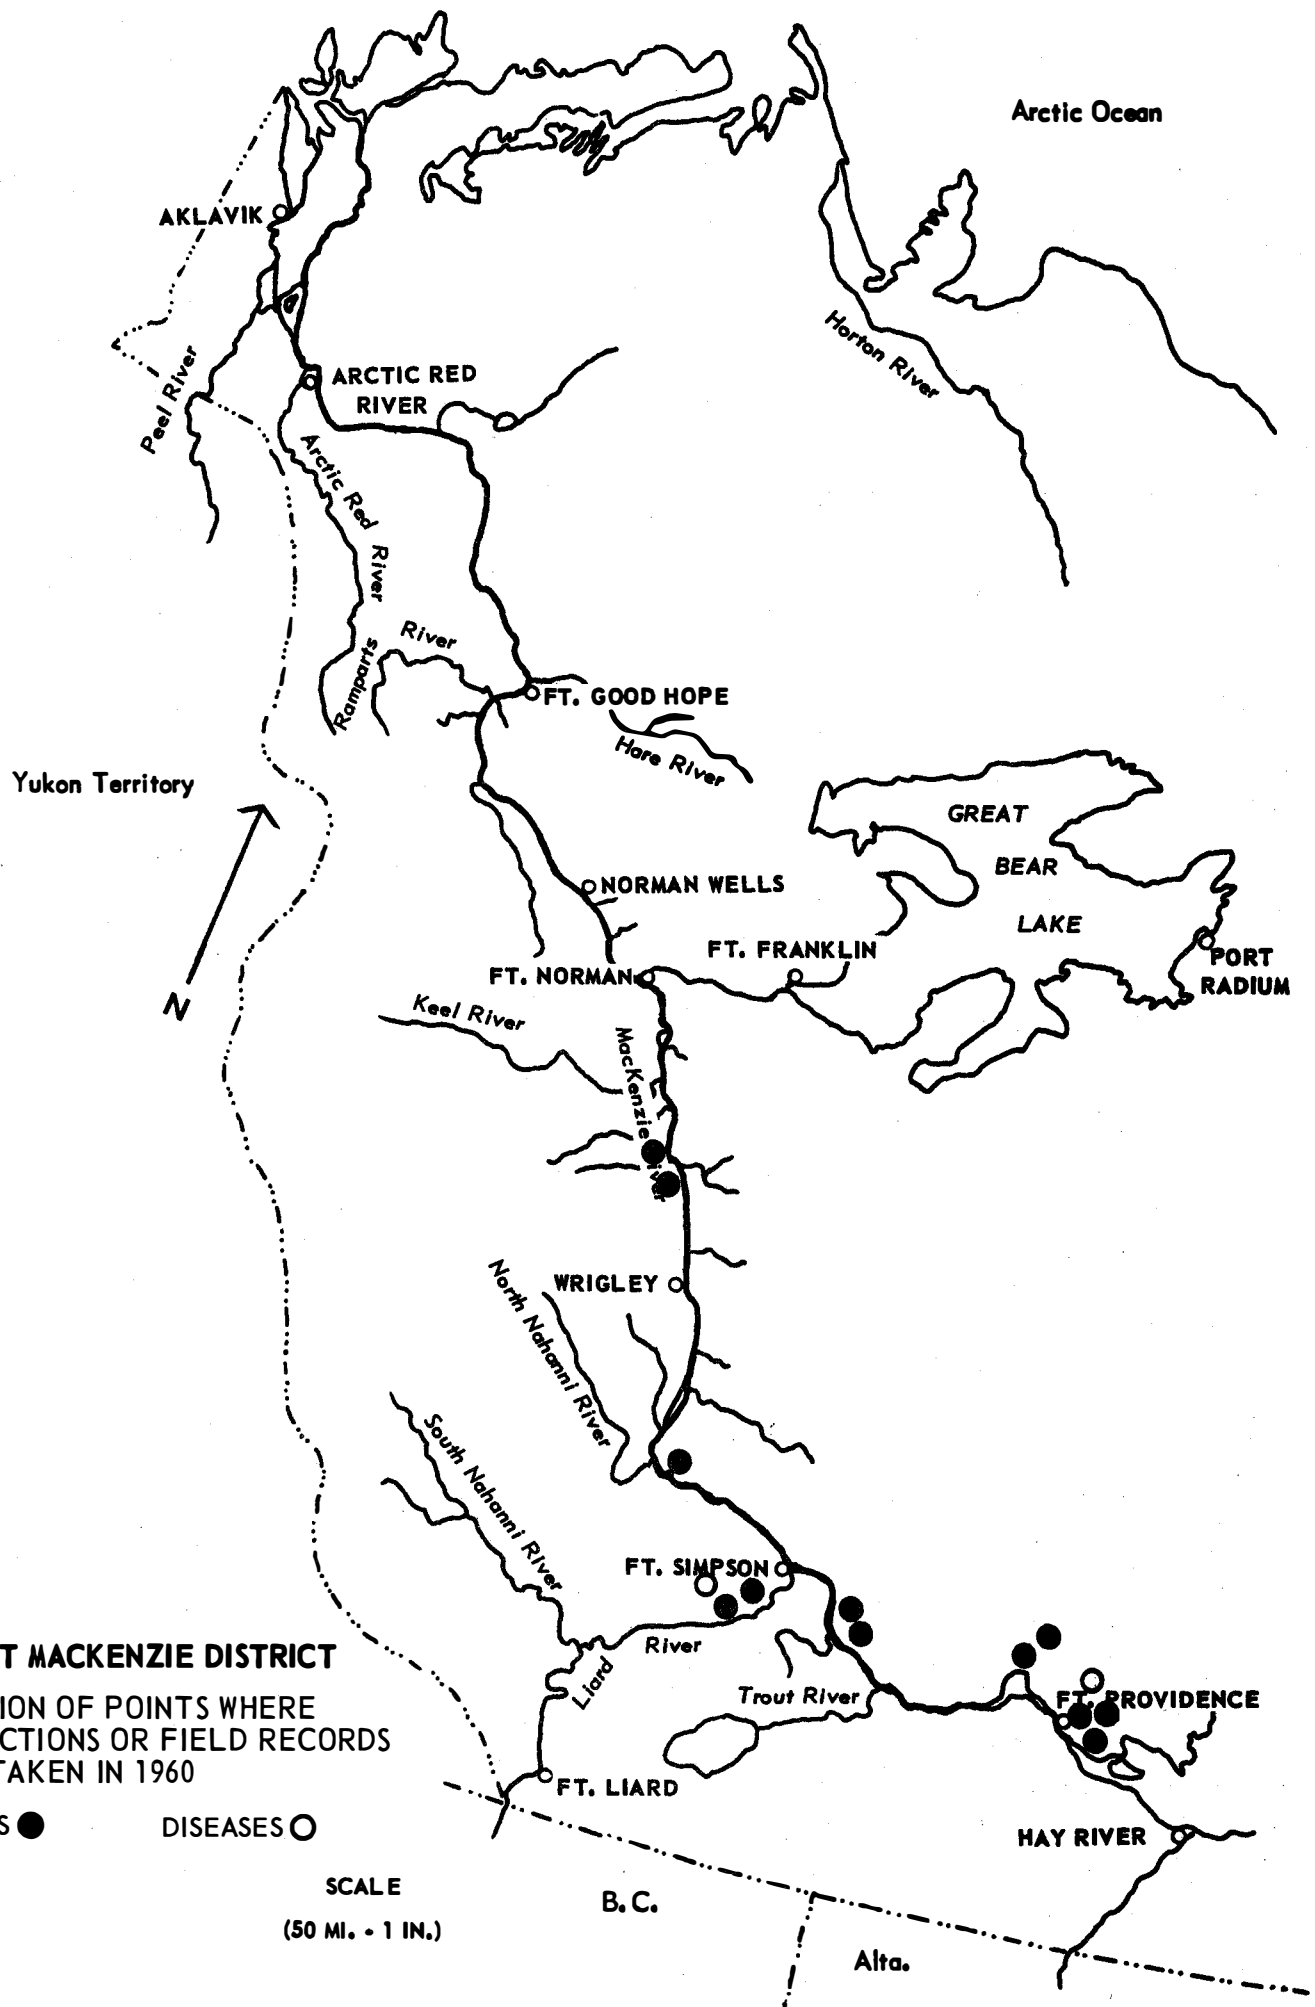 Arctic Ocean
AKLAVIK
Horton River
Peel River
ARCTIC RED
RIVER
Arctic Red River
River
Ramparts
FT. GOOD HOPE
Hare River
Yukon Territory
GREAT
BEAR
LAKE
NORMAN WELLS
FT. FRANKLIN
FT. NORMAN
PORT
RADIUM
N
Keel River
MacKenzie
iver
WRIGLEY
North Nahanni River
South Nahanni River
FT. SIMPSON
River
Liard
Trout River
FT. PROVIDENCE
T MACKENZIE DISTRICT
ION OF POINTS WHERE
CTIONS OR FIELD RECORDS
TAKEN IN 1960
FT. LIARD
S DISEASES
HAY RIVER
SCALE
(50 MI. - 1 IN.)
B.C.
Alta.